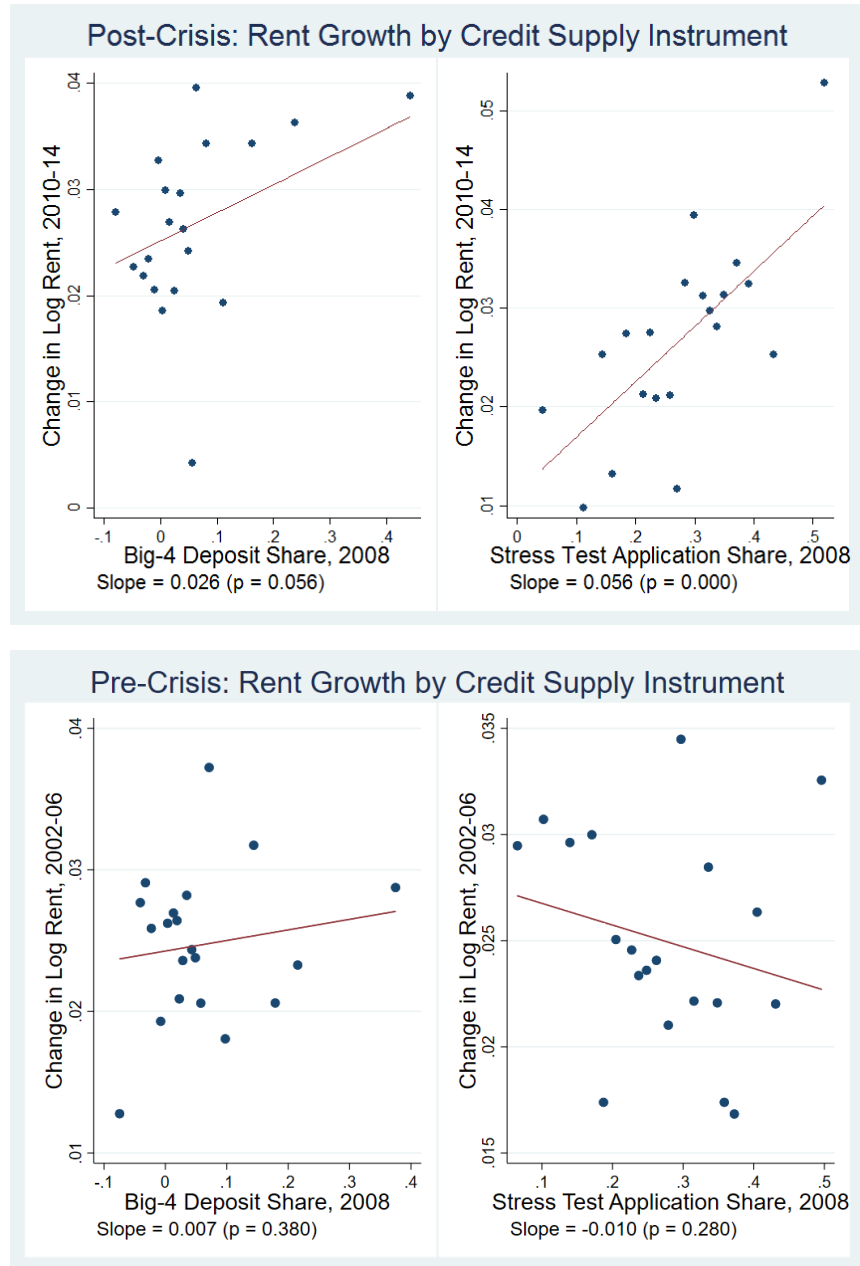 Post-Crisis: Rent Growth by Credit Supply Instrument
Change in Log Rent, 2010-14
.04
.03
.02
.01
0
-.1 0 .1 .2 .3 .4
Big-4 Deposit Share, 2008
Slope = 0.026 (p = 0.056)
Change in Log Rent, 2010-14
.05
.04
.03
.02
.01
0 .1 .2 .3 .4 .5
Stress Test Application Share, 2008
Slope = 0.056 (p = 0.000)
Pre-Crisis: Rent Growth by Credit Supply Instrument
Change in Log Rent, 2002-06
.04
.03
.02
.01
-.1 0 .1 .2 .3 .4
Big-4 Deposit Share, 2008
Slope = 0.007 (p = 0.380)
Change in Log Rent, 2002-06
.035
.03
.025
.02
.015
.1 .2 .3 .4 .5
Stress Test Application Share, 2008
Slope = -0.010 (p = 0.280)